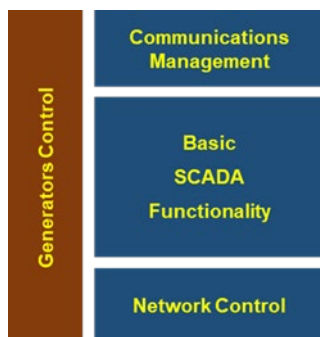 Generators Control
Communications
Management
Basic
SCADA
Functionality
Network Control